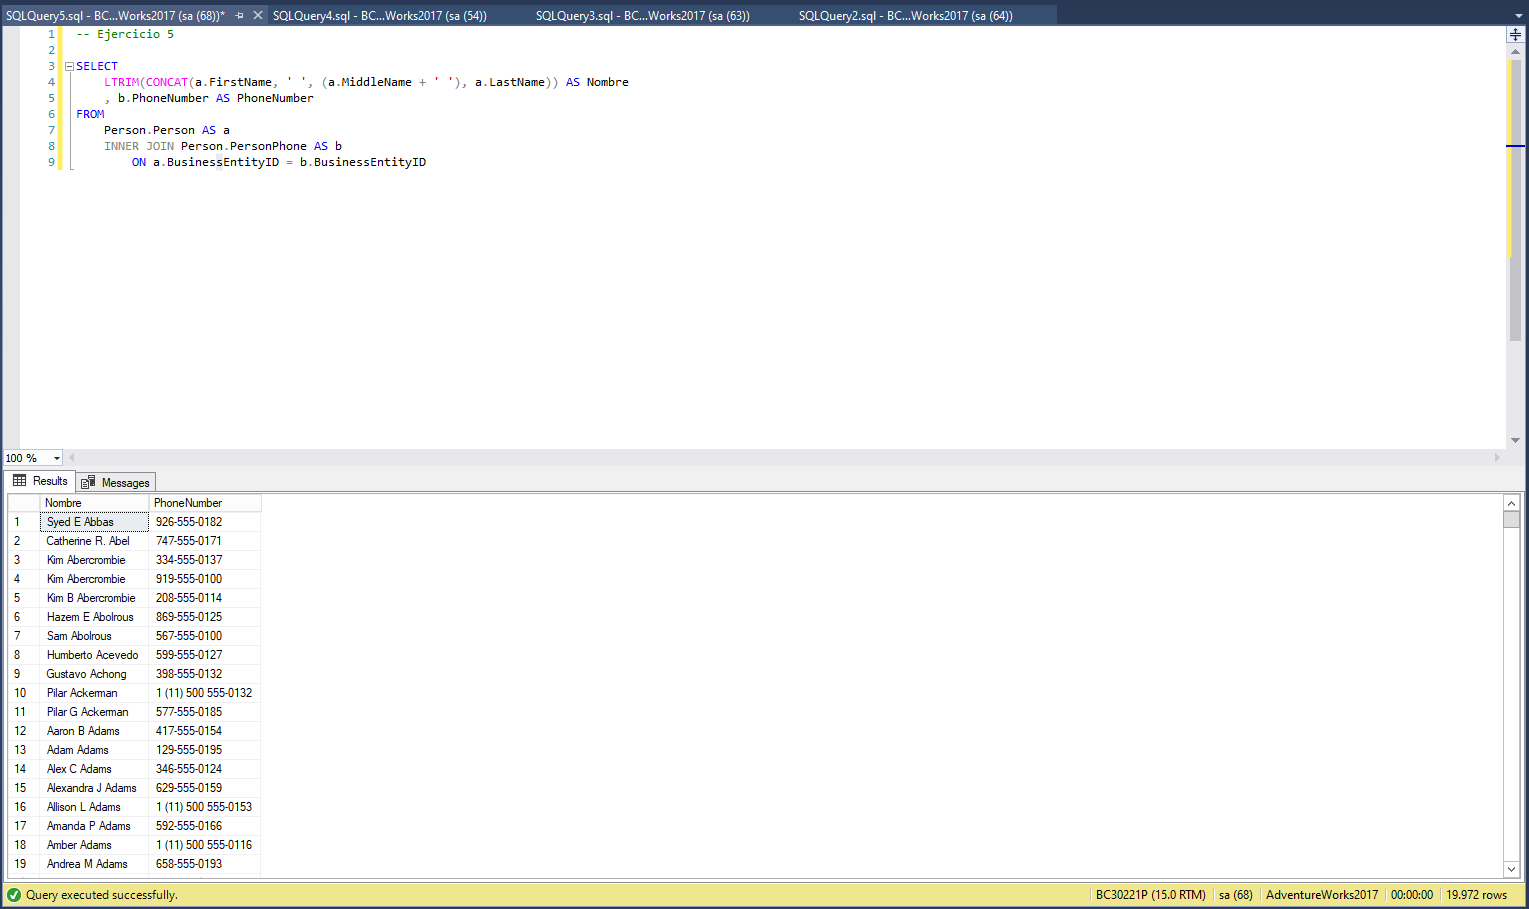 SQLQuery5.sql - BC...Works2017 (sa (68))* SQLQuery4.sql - BC...Works2017 (sa (54)) SQLQuery3.sql - BC...Works2017 (sa (63)) SQLQuery2.sql - BC...Works2017 (sa (64))
1 -- Ejercicio 5
2
3 SELECT
4 LTRIM(CONCAT(a.FirstName, ' ', (a.MiddleName + ' '), a.LastName)) AS Nombre
5 , b.PhoneNumber AS PhoneNumber
6 FROM
7 Person.Person AS a
8 INNER JOIN Person.PersonPhone AS b
9 ON a.BusinessEntityID = b.BusinessEntityID
100 %
Results Messages
Nombre PhoneNumber
1 Syed E Abbas 926-555-0182
2 Catherine R. Abel 747-555-0171
3 Kim Abercrombie 334-555-0137
4 Kim Abercrombie 919-555-0100
5 Kim B Abercrombie 208-555-0114
6 Hazem E Abolrous 869-555-0125
7 Sam Abolrous 567-555-0100
8 Humberto Acevedo 599-555-0127
9 Gustavo Achong 398-555-0132
10 Pilar Ackerman 1 (11) 500 555-0132
11 Pilar G Ackerman 577-555-0185
12 Aaron B Adams 417-555-0154
13 Adam Adams 129-555-0195
14 Alex C Adams 346-555-0124
15 Alexandra J Adams 629-555-0159
16 Allison L Adams 1 (11) 500 555-0153
17 Amanda P Adams 592-555-0166
18 Amber Adams 1 (11) 500 555-0116
19 Andrea M Adams 658-555-0193
Query executed successfully. BC30221P (15.0 RTM) sa (68) AdventureWorks2017 00:00:00 19.972 rows